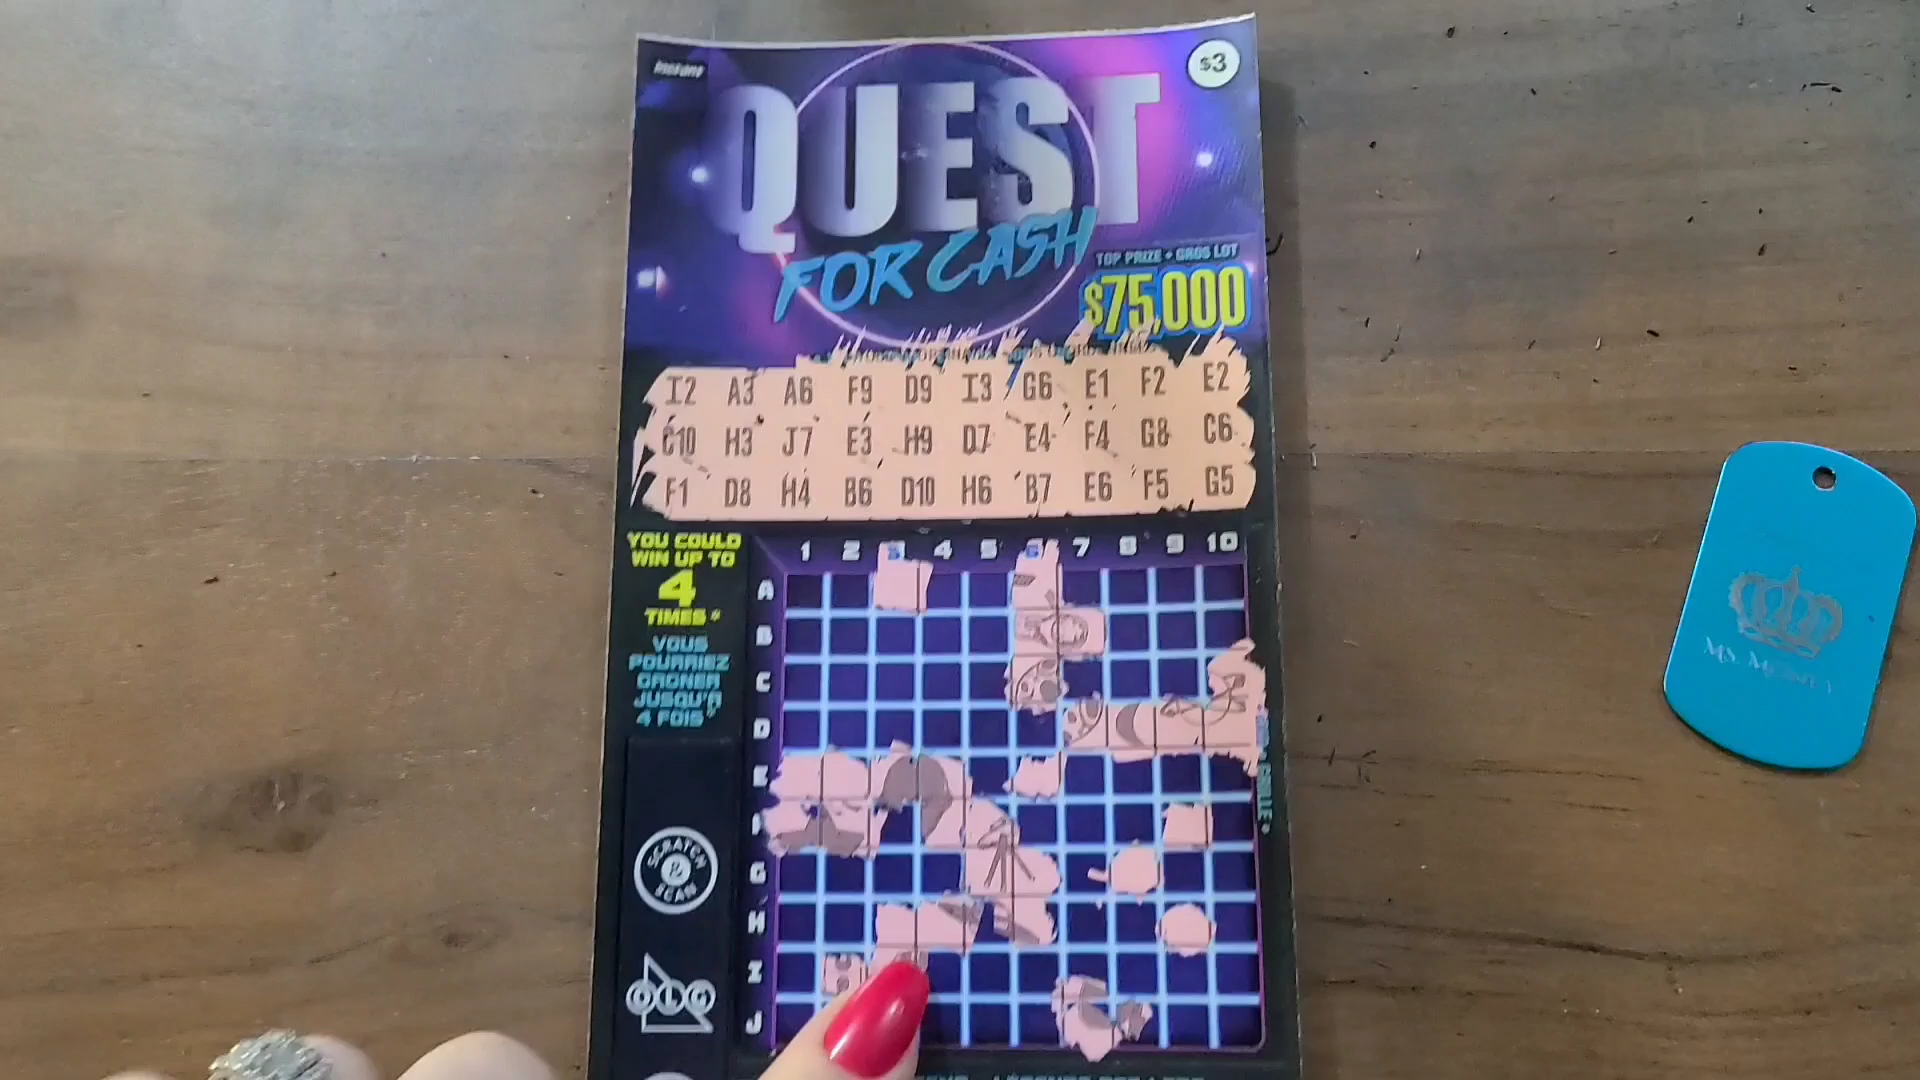 Instant
$3
QUEST
FOR CASH
TOP PRIZE • GROS LOT
$75,000
I2 A3 A6 F9 D9 I3 G6 E1 F2 E2
C10 H3 J7 E3 H9 D7 E4 F4 G8 C6
F1 D8 H4 B6 D10 H6 B7 E6 F5 G5
YOU COULD
WIN UP TO
4
TIMES*
VOUS
POURRIEZ
GAGNER
JUSQU'À
4 FOIS*
1 2 3 4 5 6 7 8 9 10
A
B
C
D
E
F
G
H
I
J
SCRATCH
&
SCAN
OLG
MS. M